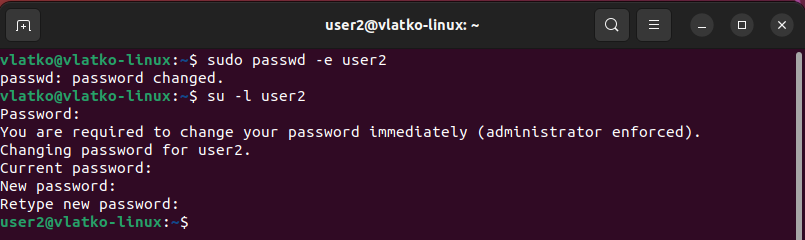 user2@vlatko-linux: ~
vlatko@vlatko-linux:~$ sudo passwd -e user2
passwd: password changed.
vlatko@vlatko-linux:~$ su -l user2
Password:
You are required to change your password immediately (administrator enforced).
Changing password for user2.
Current password:
New password:
Retype new password:
user2@vlatko-linux:~$